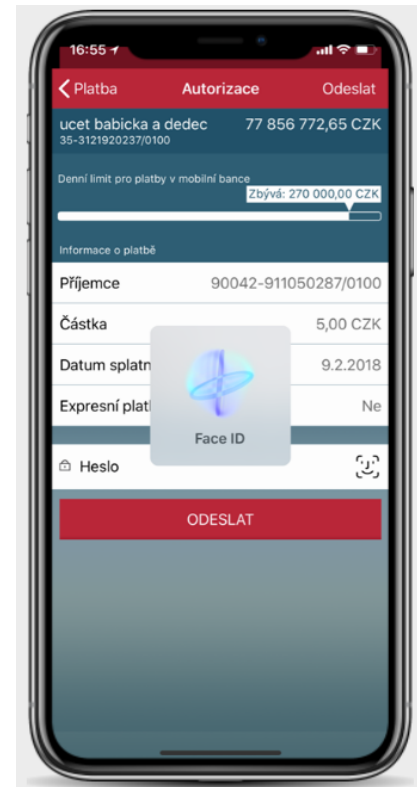 16:55
Platba Autorizace Odeslat
ucet babicka a dedec 77 856 772,65 CZK
35-3121920237/0100
Denní limit pro platby v mobilní bance
Zbývá: 270 000,00 CZK
Informace o platbě
Příjemce 90042-911050287/0100
Částka 5,00 CZK
Datum splatn 9.2.2018
Expresní plat Ne
Face ID
Heslo
ODESLAT